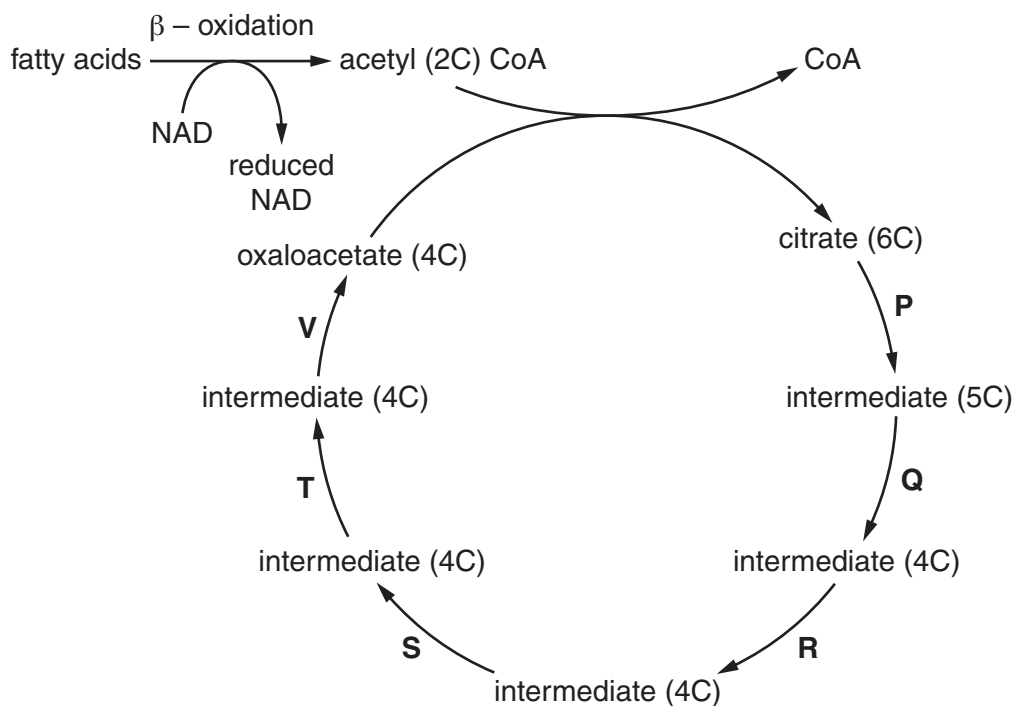 β – oxidation
fatty acids
acetyl (2C) CoA
CoA
NAD
reduced
NAD
oxaloacetate (4C)
citrate (6C)
V
P
intermediate (4C)
intermediate (5C)
T
Q
intermediate (4C)
intermediate (4C)
S
R
intermediate (4C)